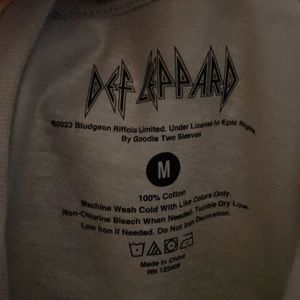 DEF LEPPARD
©2023 Bludgeon Riffola Limited. Under License to Epic Rights.
By Goodie Two Sleeves
M
100% Cotton
Machine Wash Cold With Like Colors Only.
Non-Chlorine Bleach When Needed. Tumble Dry Low.
Low Iron If Needed. Do Not Iron Decoration.
Made in China
RN 122909